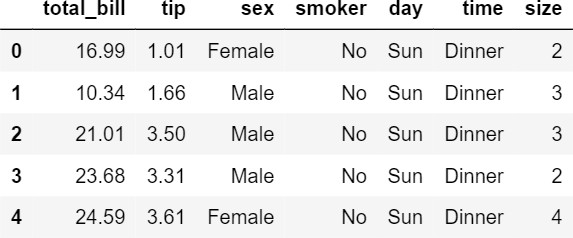 total_bill tip sex smoker day time size
0 16.99 1.01 Female No Sun Dinner 2
1 10.34 1.66 Male No Sun Dinner 3
2 21.01 3.50 Male No Sun Dinner 3
3 23.68 3.31 Male No Sun Dinner 2
4 24.59 3.61 Female No Sun Dinner 4